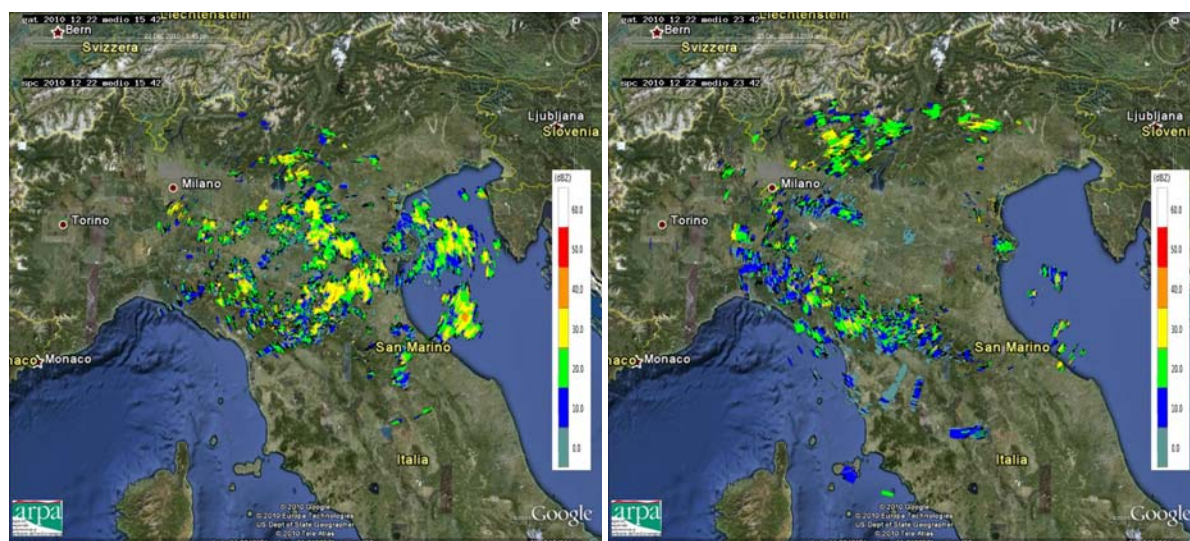 gat 2010 12 22 medio 15 42
Liechtenstein
Bern
Svizzera
spc 2010 12 22 medio 15 42
Ljubljana
Slovenia
(dBZ)
60.0
50.0
40.0
30.0
20.0
10.0
0.0
Milano
Torino
San Marino
Monaco
naco
Italia
arpa
© 2010 Google
© 2010 Europa Technologies
US Dept of State Geographer
© 2010 Tele Atlas
Google
gat 2010 12 22 medio 23 42
Liechtenstein
Bern
Svizzera
spc 2010 12 22 medio 23 42
Ljubljana
Slovenia
(dBZ)
60.0
50.0
40.0
30.0
20.0
10.0
0.0
Milano
Torino
San Marino
Monaco
naco
Italia
arpa
© 2010 Google
© 2010 Europa Technologies
US Dept of State Geographer
© 2010 Tele Atlas
Google